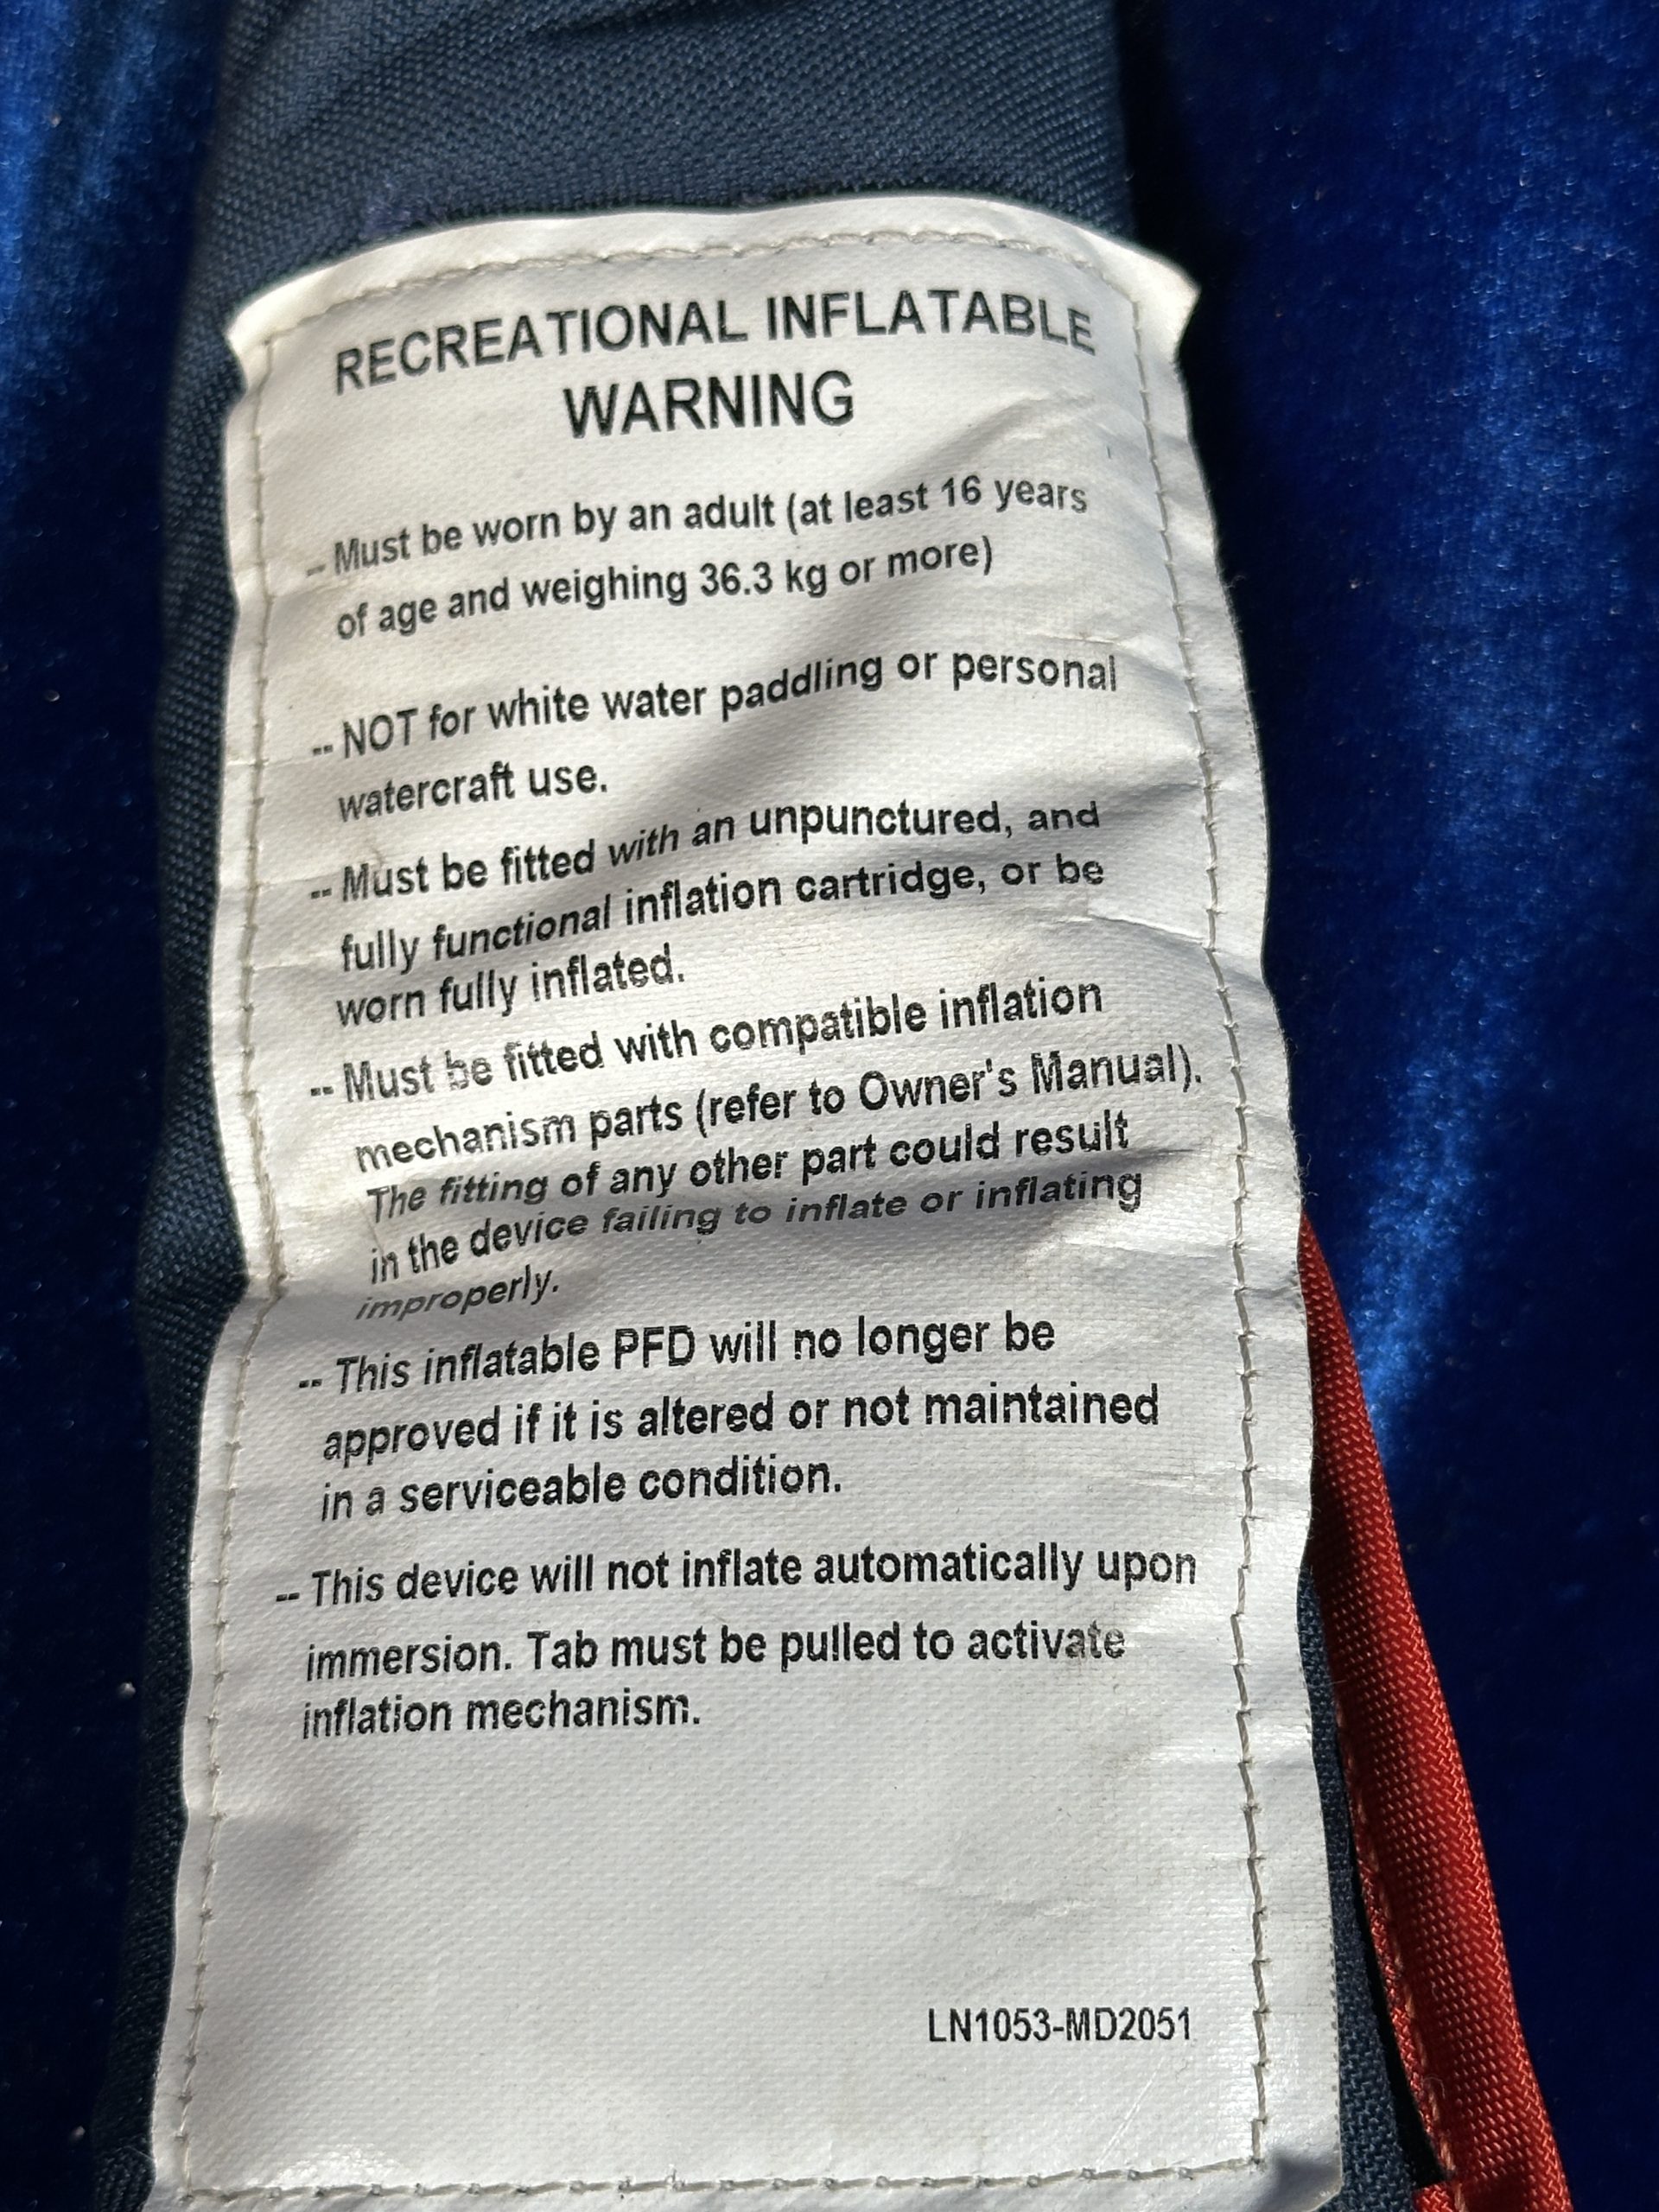 RECREATIONAL INFLATABLE
WARNING
-- Must be worn by an adult (at least 16 years
of age and weighing 36.3 kg or more)
-- NOT for white water paddling or personal
watercraft use.
-- Must be fitted with an unpunctured, and
fully functional inflation cartridge, or be
worn fully inflated.
-- Must be fitted with compatible inflation
mechanism parts (refer to Owner's Manual).
The fitting of any other part could result
in the device failing to inflate or inflating
improperly.
-- This inflatable PFD will no longer be
approved if it is altered or not maintained
in a serviceable condition.
-- This device will not inflate automatically upon
immersion. Tab must be pulled to activate
inflation mechanism.
LN1053-MD2051